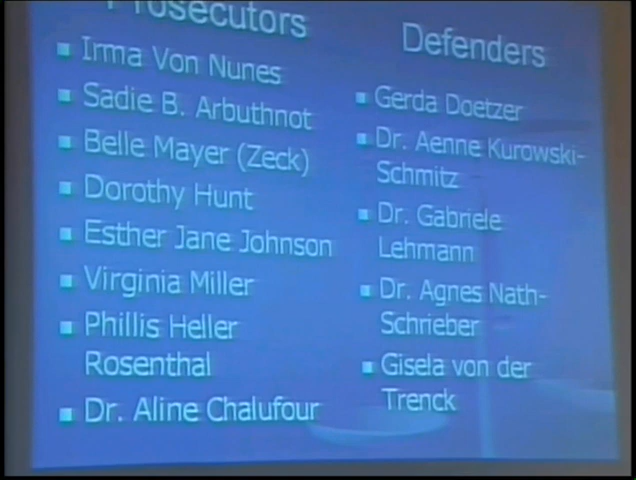 Prosecutors
Irma Von Nunes
Sadie B. Arbuthnot
Belle Mayer (Zeck)
Dorothy Hunt
Esther Jane Johnson
Virginia Miller
Phillis Heller
Rosenthal
Dr. Aline Chalufour
Defenders
Gerda Doetzer
Dr. Aenne Kurowski-
Schmitz
Dr. Gabriele
Lehmann
Dr. Agnes Nath-
Schrieber
Gisela von der
Trenck